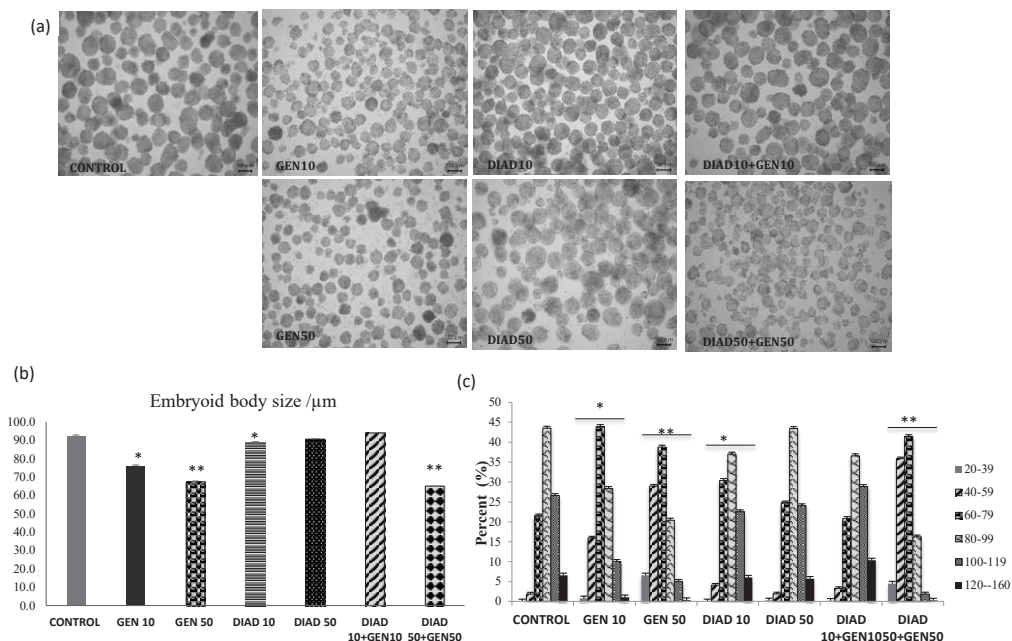 (a)
CONTROL
GEN10
DIAD10
DIAD10+GEN10
GEN50
DIAD50
DIAD50+GEN50
(b)
Embryoid body size /µm
100.0
90.0
80.0
70.0
60.0
50.0
40.0
30.0
20.0
10.0
0.0
*
**
*
**
CONTROL
GEN 10
GEN 50
DIAD 10
DIAD 50
DIAD
10+GEN10
DIAD
50+GEN50
(c)
Percent (%)
50
45
40
35
30
25
20
15
10
5
0
*
**
*
**
CONTROL
GEN 10
GEN 50
DIAD 10
DIAD 50
DIAD
10+GEN10
DIAD
50+GEN50
20-39
40-59
60-79
80-99
100-119
120--160